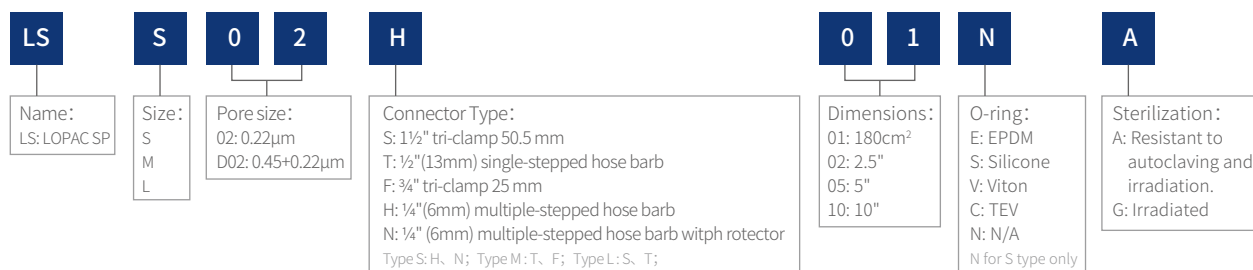 LS S 0 2 H 0 1 N A
Name：
LS: LOPAC SP
Size：
S
M
L
Pore size：
02: 0.22μm
D02: 0.45+0.22μm
Connector Type：
S: 1½" tri-clamp 50.5 mm
T: ½"(13mm) single-stepped hose barb
F: ¾" tri-clamp 25 mm
H: ¼"(6mm) multiple-stepped hose barb
N: ¼" (6mm) multiple-stepped hose barb witph rotector
Type S: H、N；Type M : T、F；Type L : S、T；
Dimensions：
01: 180cm²
02: 2.5"
05: 5"
10: 10"
O-ring：
E: EPDM
S: Silicone
V: Viton
C: TEV
N: N/A
N for S type only
Sterilization：
A: Resistant to
autoclaving and
irradiation.
G: Irradiated